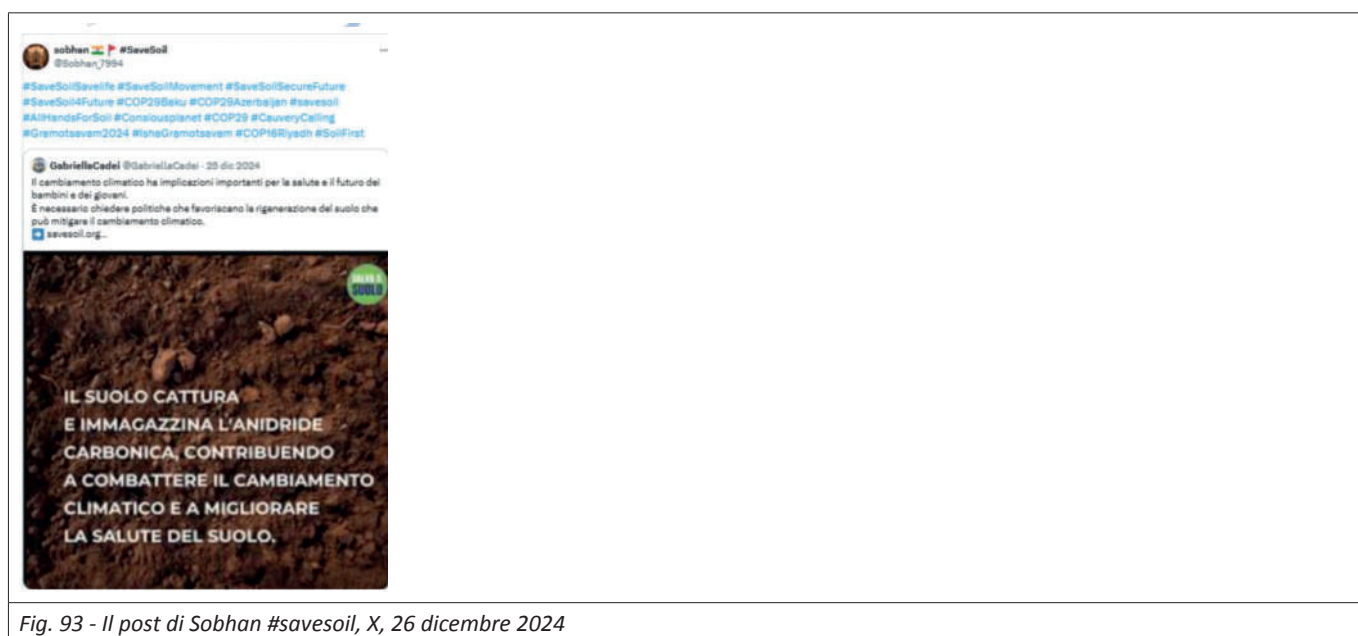 sobhan 🇮🇳 🚩 #SaveSoil
@Sobhan_7994
#SaveSoilSavelife #SaveSoilMovement #SaveSoilSecureFuture
#SaveSoil4Future #COP29Baku #COP29Azerbaijan #savesoil
#AllHandsForSoil #Consiousplanet #COP29 #CauveryCalling
#Gramotsavam2024 #IshaGramotsavam #COP16Riyadh #SoilFirst
GabriellaCadei @GabriellaCadei · 25 dic 2024
Il cambiamento climatico ha implicazioni importanti per la salute e il futuro dei
bambini e dei giovani.
È necessario chiedere politiche che favoriscano la rigenerazione del suolo che
può mitigare il cambiamento climatico.
➡️ savesoil.org...
SALVA IL
SUOLO
IL SUOLO CATTURA
E IMMAGAZZINA L'ANIDRIDE
CARBONICA, CONTRIBUENDO
A COMBATTERE IL CAMBIAMENTO
CLIMATICO E A MIGLIORARE
LA SALUTE DEL SUOLO.
Fig. 93 - Il post di Sobhan #savesoil, X, 26 dicembre 2024